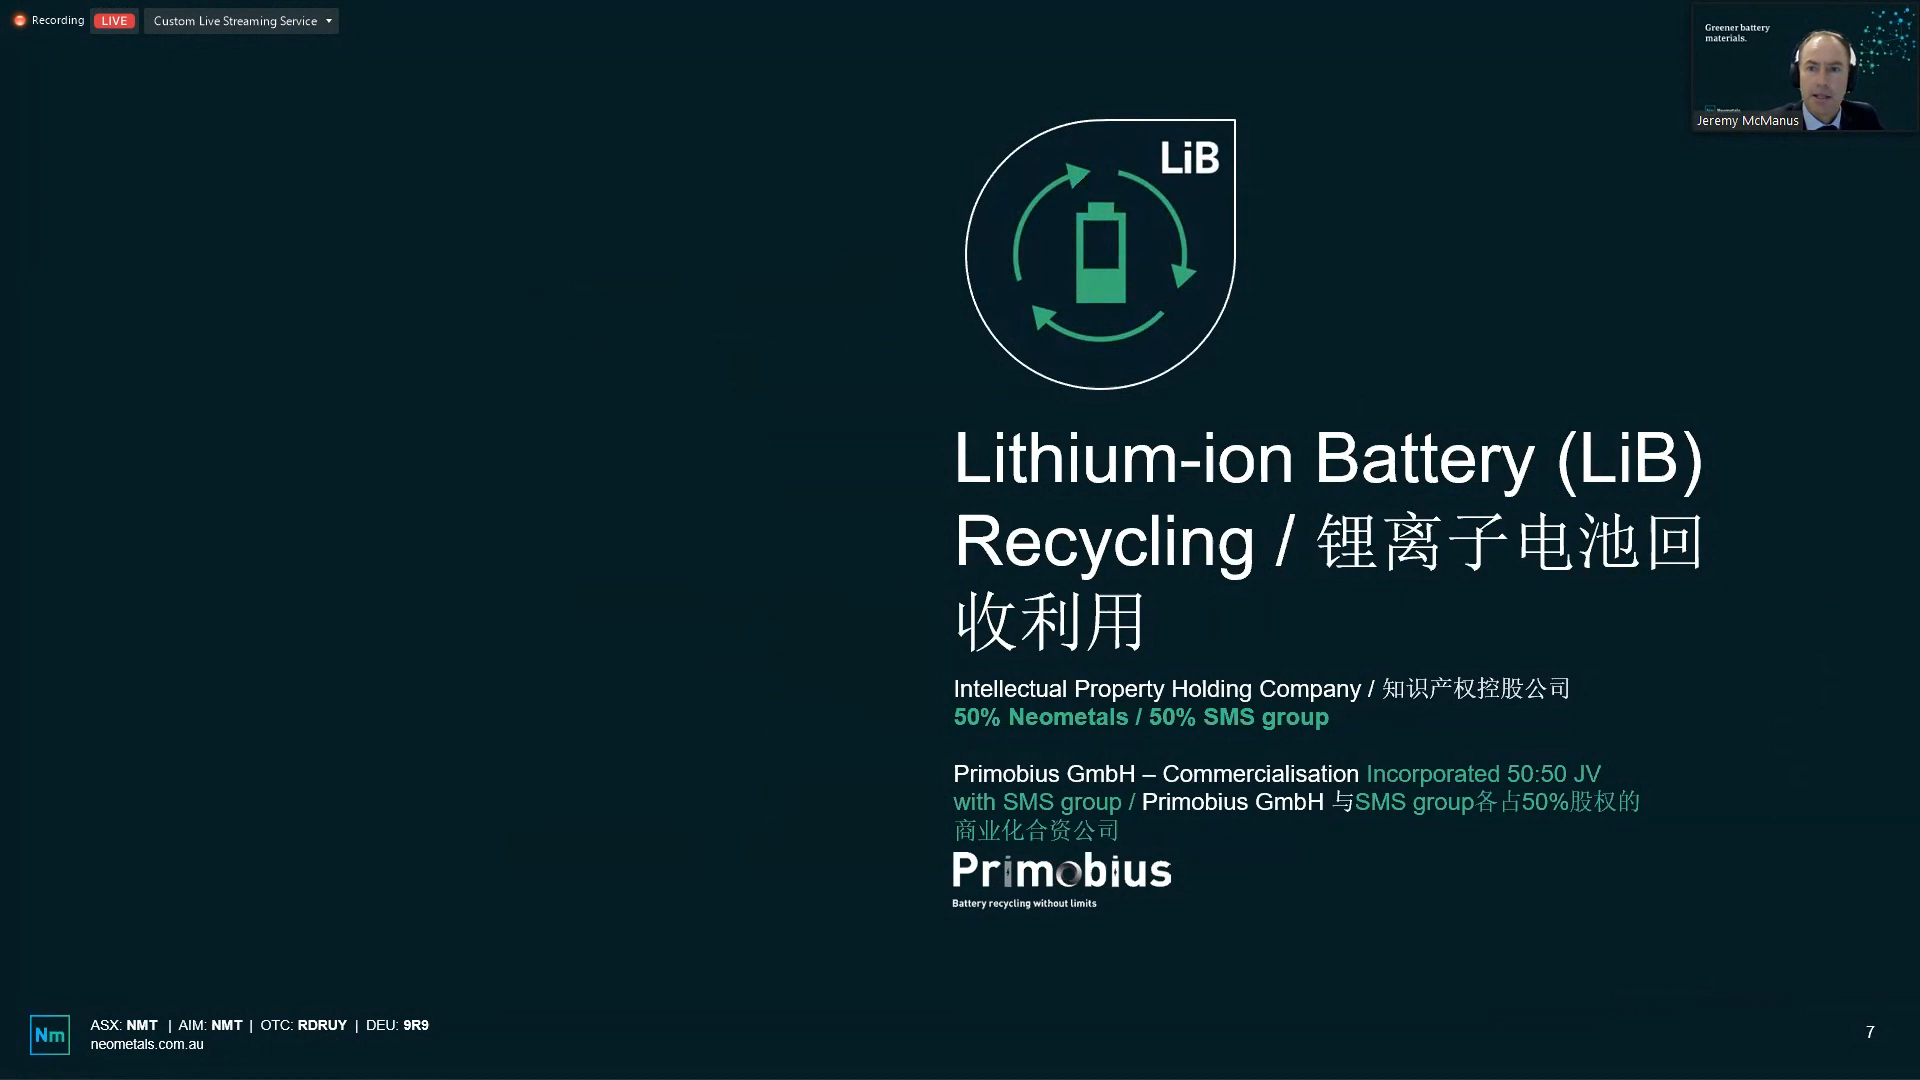 Recording LIVE Custom Live Streaming Service
Greener battery
materials.
Neometals
Jeremy McManus
LiB
Lithium-ion Battery (LiB)
Recycling / 锂离子电池回
收利用
Intellectual Property Holding Company / 知识产权控股公司
50% Neometals / 50% SMS group
Primobius GmbH – Commercialisation Incorporated 50:50 JV
with SMS group / Primobius GmbH 与SMS group各占50%股权的
商业化合资公司
Primobius
Battery recycling without limits
Nm
ASX: NMT | AIM: NMT | OTC: RDRUY | DEU: 9R9
neometals.com.au
7